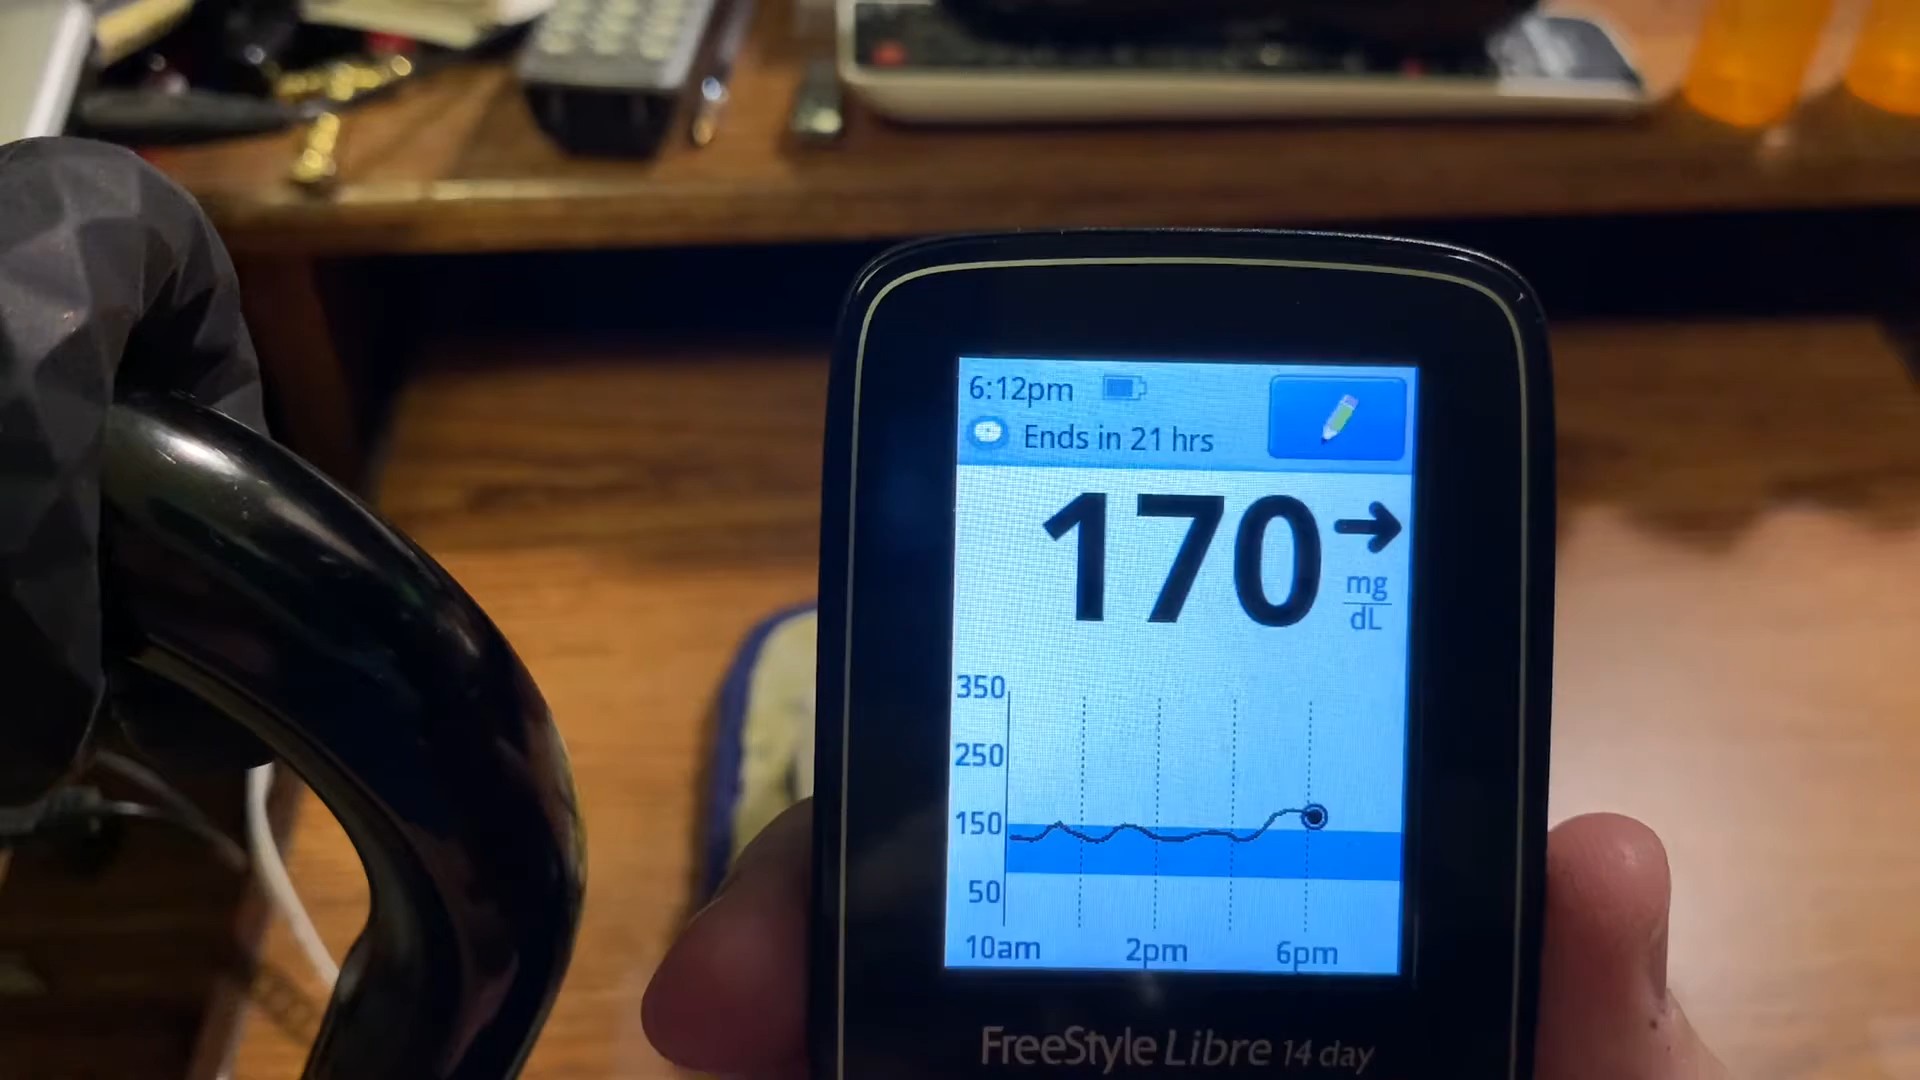 6:12pm
Ends in 21 hrs
170
mg
dL
350
250
150
50
10am 2pm 6pm
FreeStyle Libre 14 day